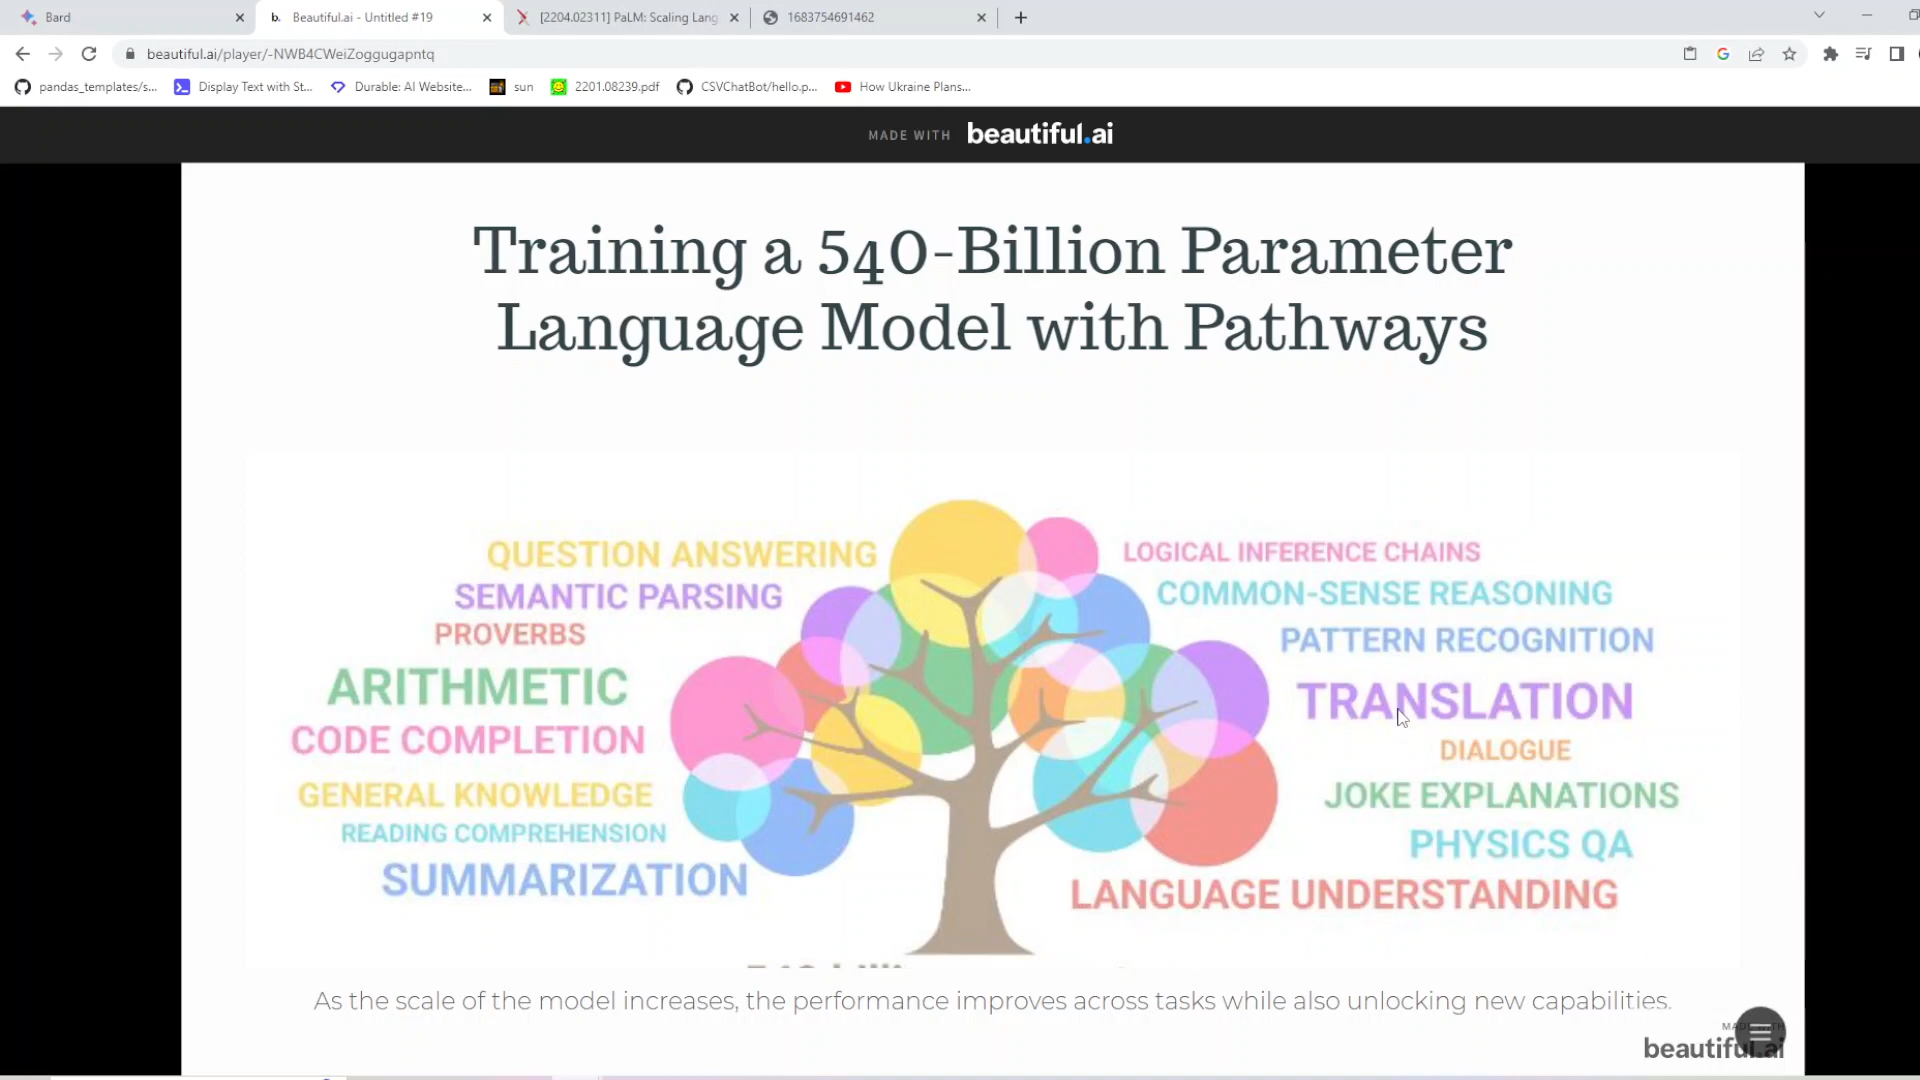 Bard
Beautiful.ai - Untitled #19
[2204.02311] PaLM: Scaling Lang
1683754691462
beautiful.ai/player/-NWB4CWeiZoggugapntq
pandas_templates/s...
Display Text with St...
Durable: AI Website...
sun
2201.08239.pdf
CSVChatBot/hello.p...
How Ukraine Plans...
MADE WITH beautiful.ai
Training a 540-Billion Parameter
Language Model with Pathways
QUESTION ANSWERING
SEMANTIC PARSING
PROVERBS
ARITHMETIC
CODE COMPLETION
GENERAL KNOWLEDGE
READING COMPREHENSION
SUMMARIZATION
LOGICAL INFERENCE CHAINS
COMMON-SENSE REASONING
PATTERN RECOGNITION
TRANSLATION
DIALOGUE
JOKE EXPLANATIONS
PHYSICS QA
LANGUAGE UNDERSTANDING
As the scale of the model increases, the performance improves across tasks while also unlocking new capabilities.
beautiful.ai